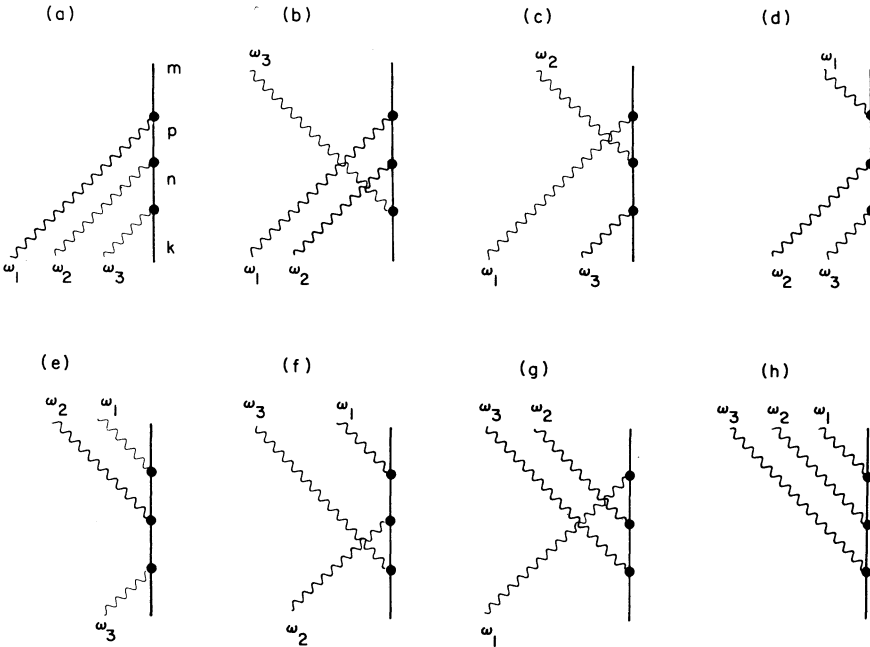 (a) (b) (c) (d)
m
p
n
k
ω1 ω2 ω3
ω3
ω1 ω2
ω2
ω1 ω3
ω1
ω2 ω3
(e) (f) (g) (h)
ω2 ω1
ω3
ω3 ω1
ω2
ω3 ω2
ω1
ω3 ω2 ω1